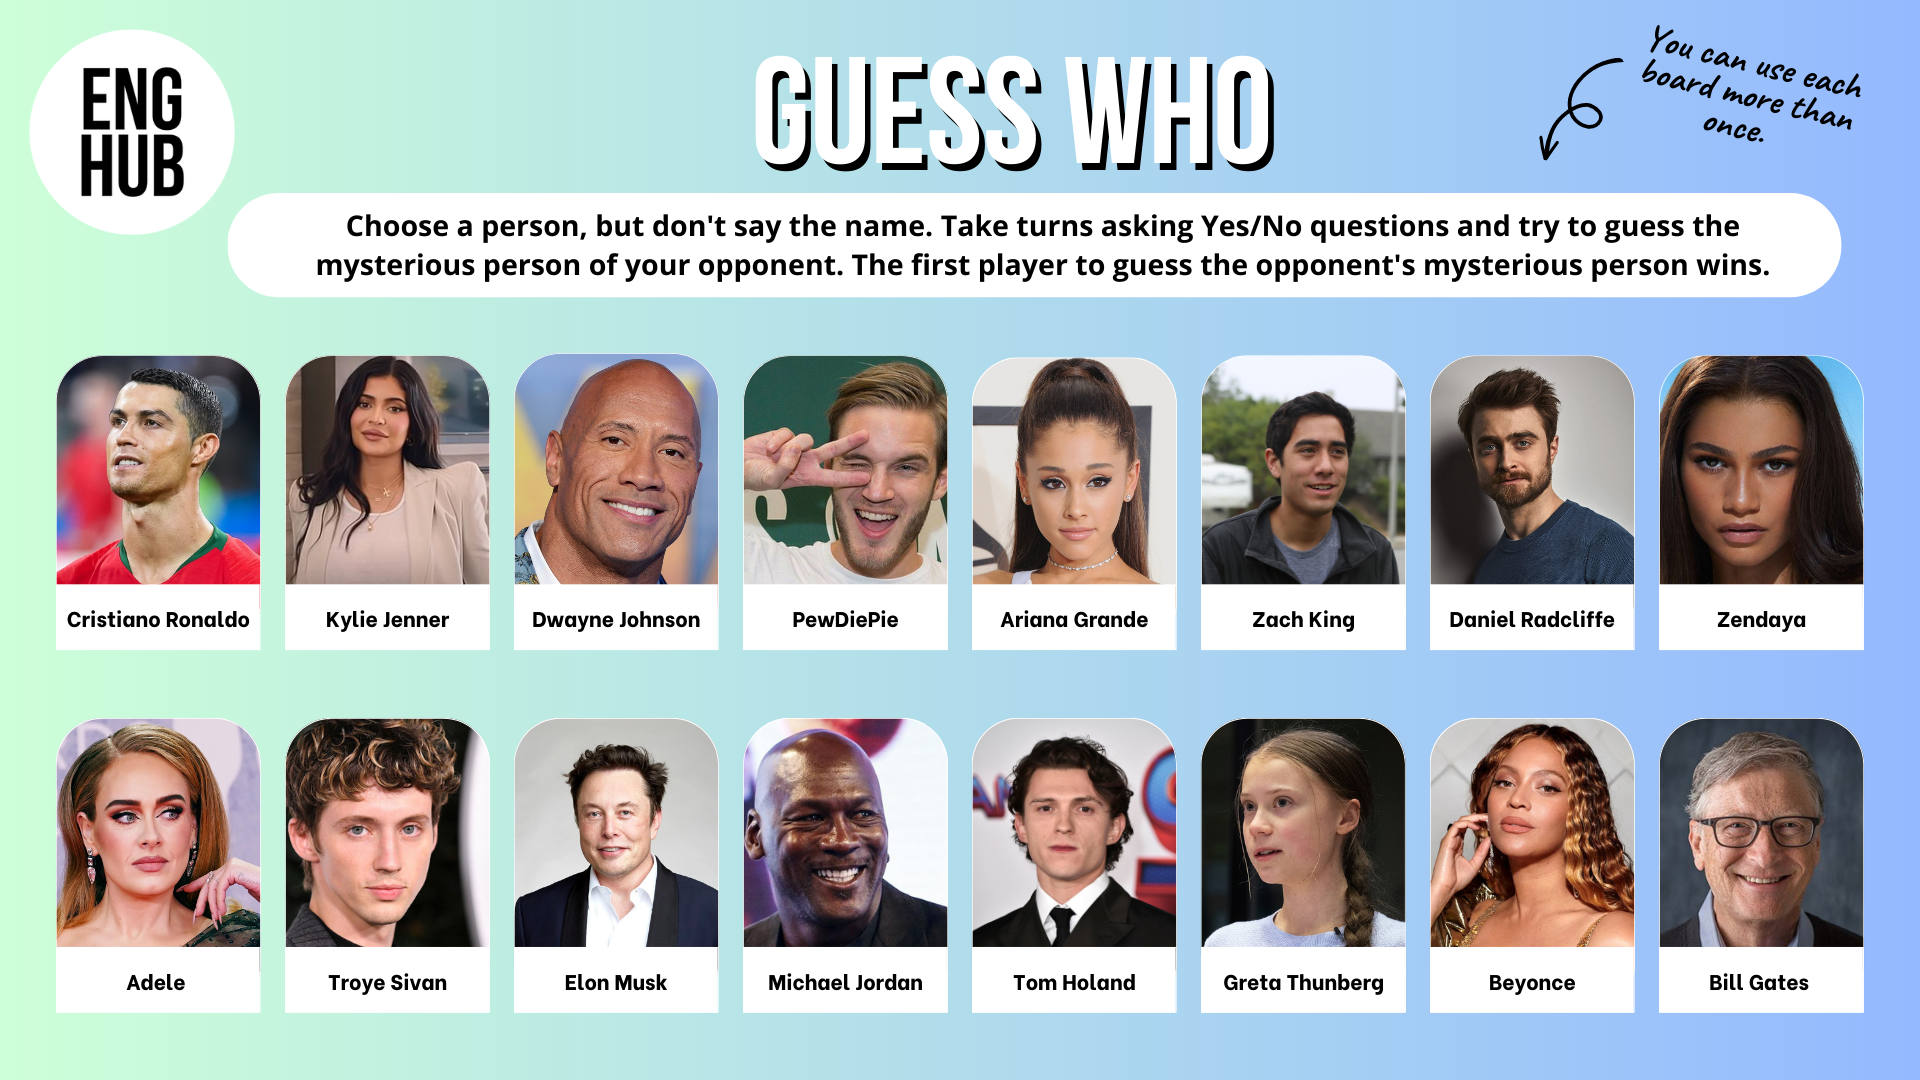 ENG
HUB
GUESS WHO
You can use each
board more than
once.
Choose a person, but don't say the name. Take turns asking Yes/No questions and try to guess the
mysterious person of your opponent. The first player to guess the opponent's mysterious person wins.
Cristiano Ronaldo
Kylie Jenner
Dwayne Johnson
PewDiePie
Ariana Grande
Zach King
Daniel Radcliffe
Zendaya
Adele
Troye Sivan
Elon Musk
Michael Jordan
Tom Holand
Greta Thunberg
Beyonce
Bill Gates